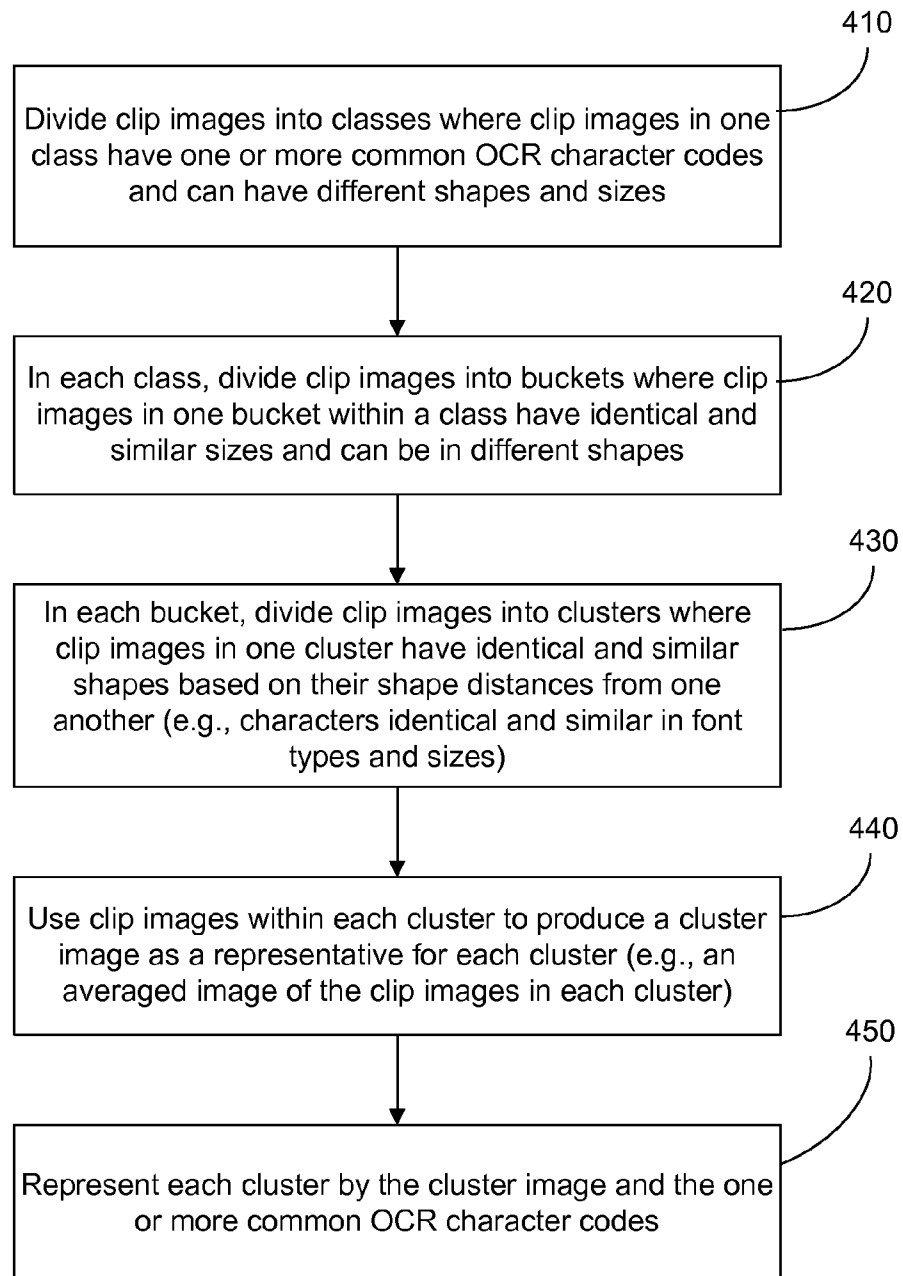 410
Divide clip images into classes where clip images in one
class have one or more common OCR character codes
and can have different shapes and sizes
420
In each class, divide clip images into buckets where clip
images in one bucket within a class have identical and
similar sizes and can be in different shapes
430
In each bucket, divide clip images into clusters where
clip images in one cluster have identical and similar
shapes based on their shape distances from one
another (e.g., characters identical and similar in font
types and sizes)
440
Use clip images within each cluster to produce a cluster
image as a representative for each cluster (e.g., an
averaged image of the clip images in each cluster)
450
Represent each cluster by the cluster image and the one
or more common OCR character codes